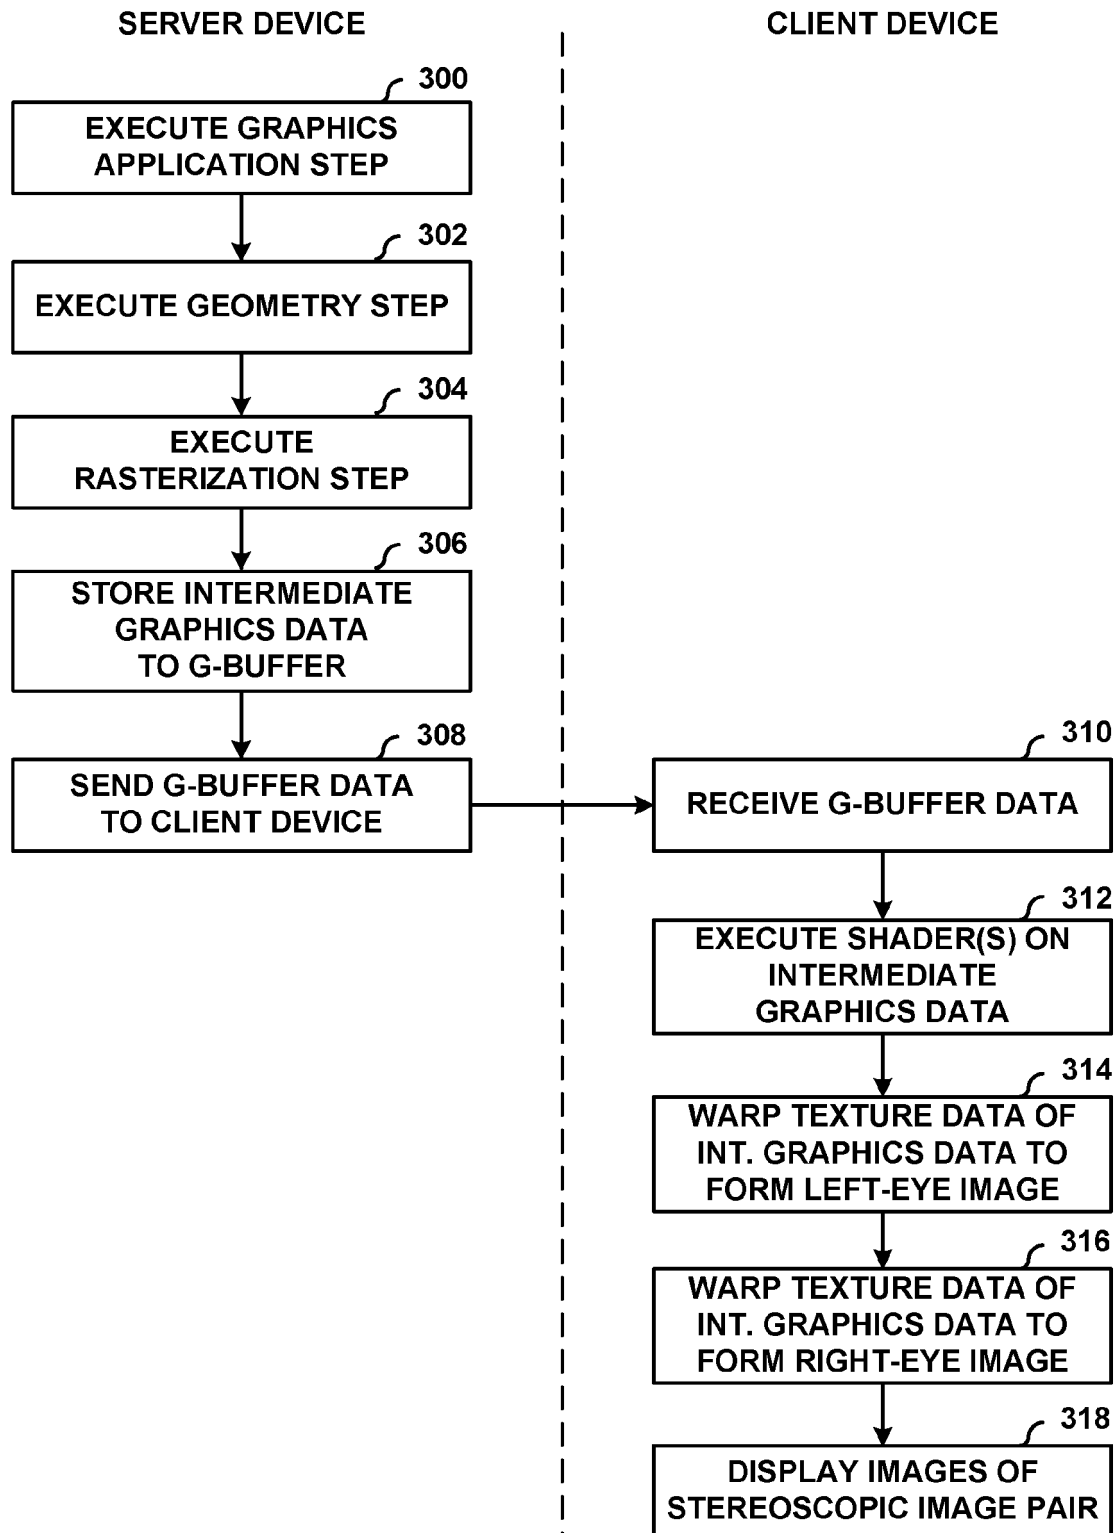 SERVER DEVICE
CLIENT DEVICE
300
EXECUTE GRAPHICS
APPLICATION STEP
302
EXECUTE GEOMETRY STEP
304
EXECUTE
RASTERIZATION STEP
306
STORE INTERMEDIATE
GRAPHICS DATA
TO G-BUFFER
308
SEND G-BUFFER DATA
TO CLIENT DEVICE
310
RECEIVE G-BUFFER DATA
312
EXECUTE SHADER(S) ON
INTERMEDIATE
GRAPHICS DATA
314
WARP TEXTURE DATA OF
INT. GRAPHICS DATA TO
FORM LEFT-EYE IMAGE
316
WARP TEXTURE DATA OF
INT. GRAPHICS DATA TO
FORM RIGHT-EYE IMAGE
318
DISPLAY IMAGES OF
STEREOSCOPIC IMAGE PAIR